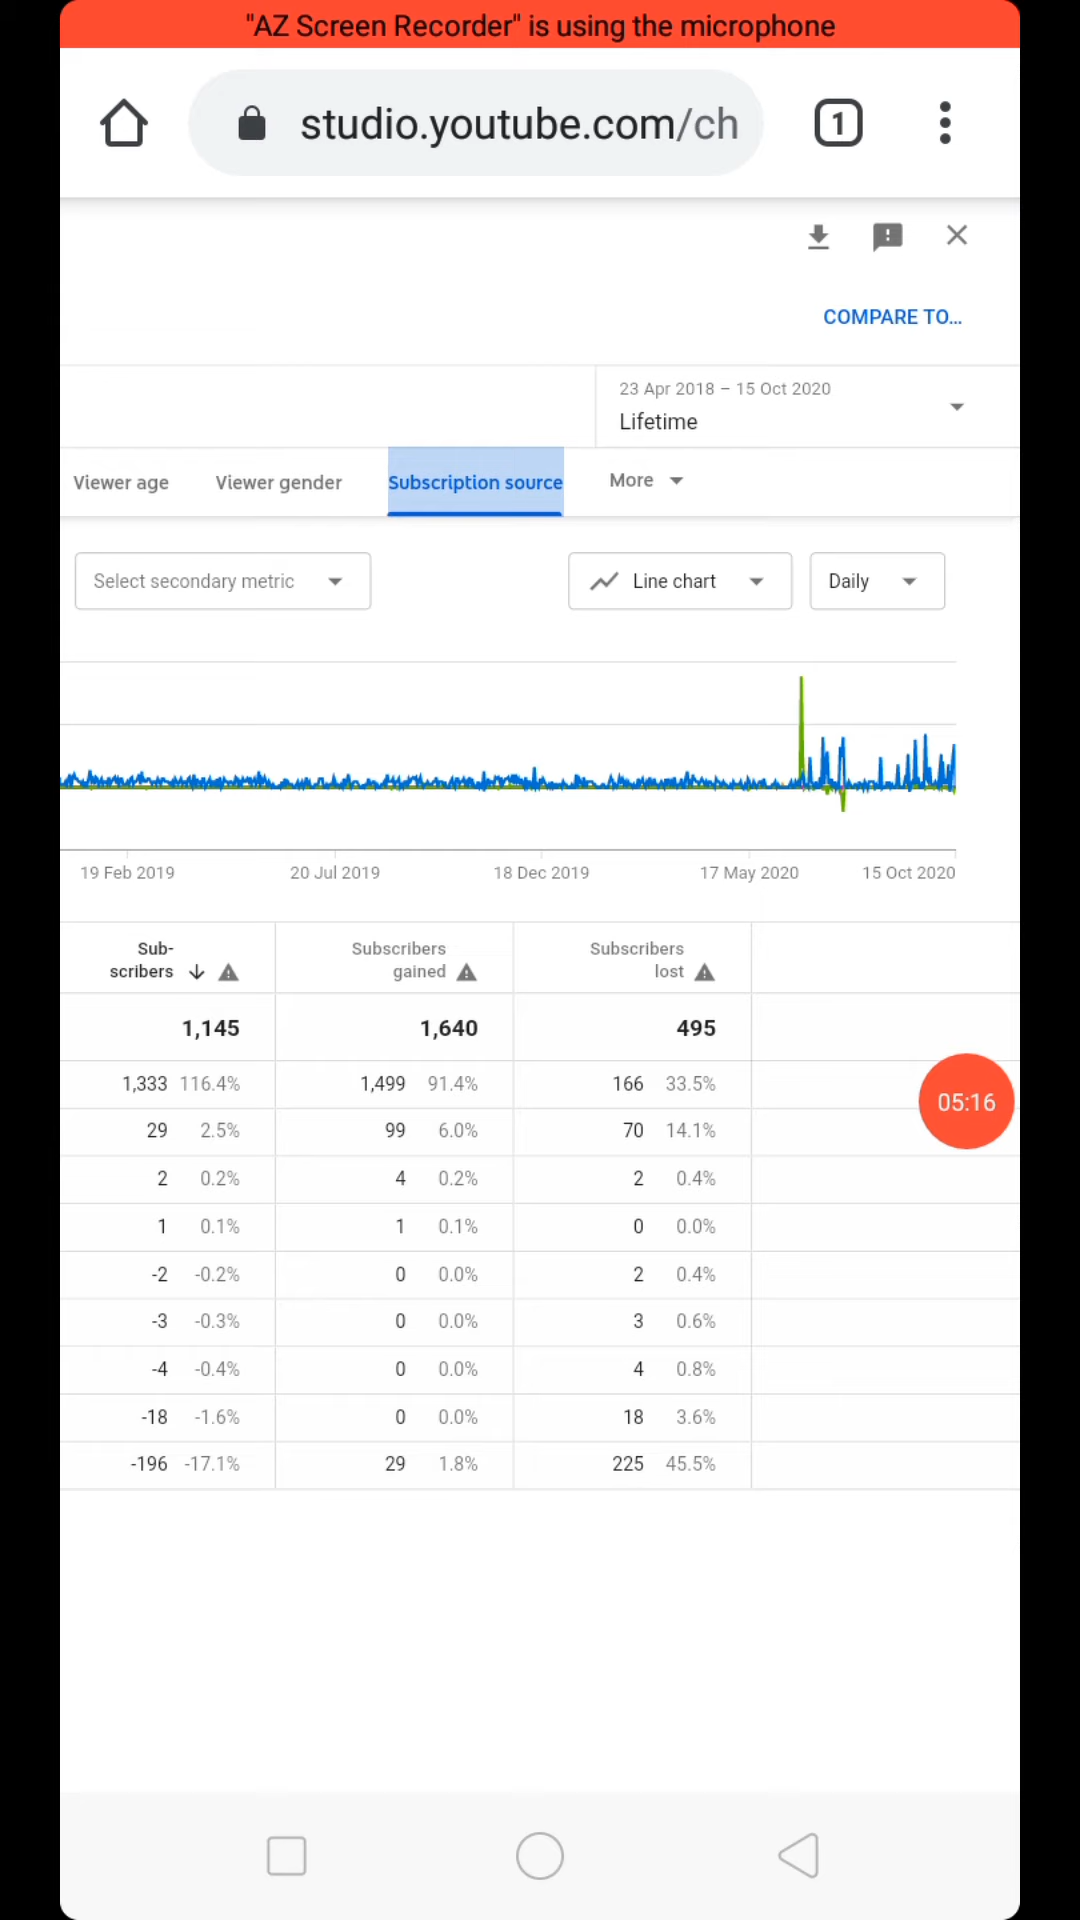 "AZ Screen Recorder" is using the microphone
studio.youtube.com/ch
1
COMPARE TO...
23 Apr 2018 – 15 Oct 2020
Lifetime
Viewer age Viewer gender Subscription source More
Select secondary metric Line chart Daily
19 Feb 2019 20 Jul 2019 18 Dec 2019 17 May 2020 15 Oct 2020
Sub- Subscribers Subscribers
scribers gained lost
1,145 1,640 495
1,333 116.4% 1,499 91.4% 166 33.5%
05:16
29 2.5% 99 6.0% 70 14.1%
2 0.2% 4 0.2% 2 0.4%
1 0.1% 1 0.1% 0 0.0%
-2 -0.2% 0 0.0% 2 0.4%
-3 -0.3% 0 0.0% 3 0.6%
-4 -0.4% 0 0.0% 4 0.8%
-18 -1.6% 0 0.0% 18 3.6%
-196 -17.1% 29 1.8% 225 45.5%